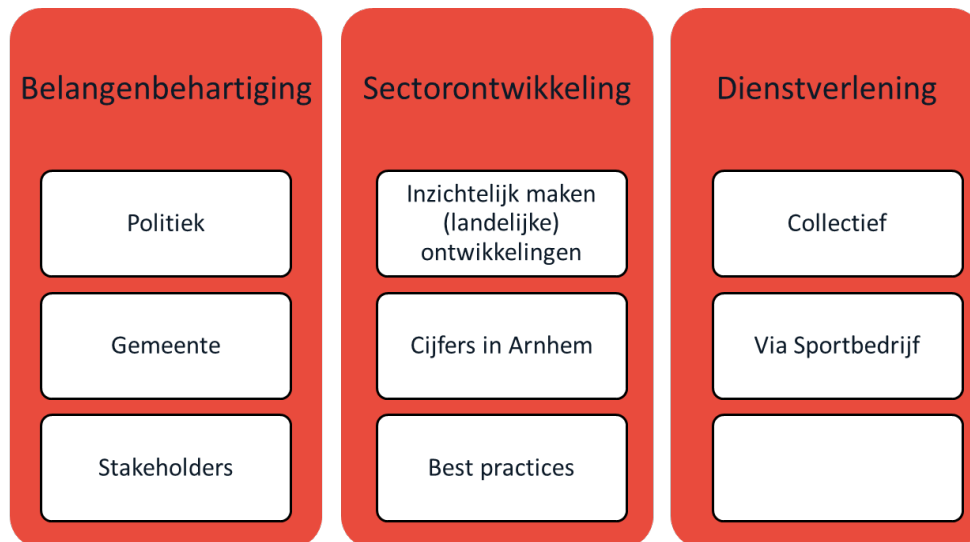 Belangenbehartiging
Politiek
Gemeente
Stakeholders
Sectorontwikkeling
Inzichtelijk maken
(landelijke)
ontwikkelingen
Cijfers in Arnhem
Best practices
Dienstverlening
Collectief
Via Sportbedrijf